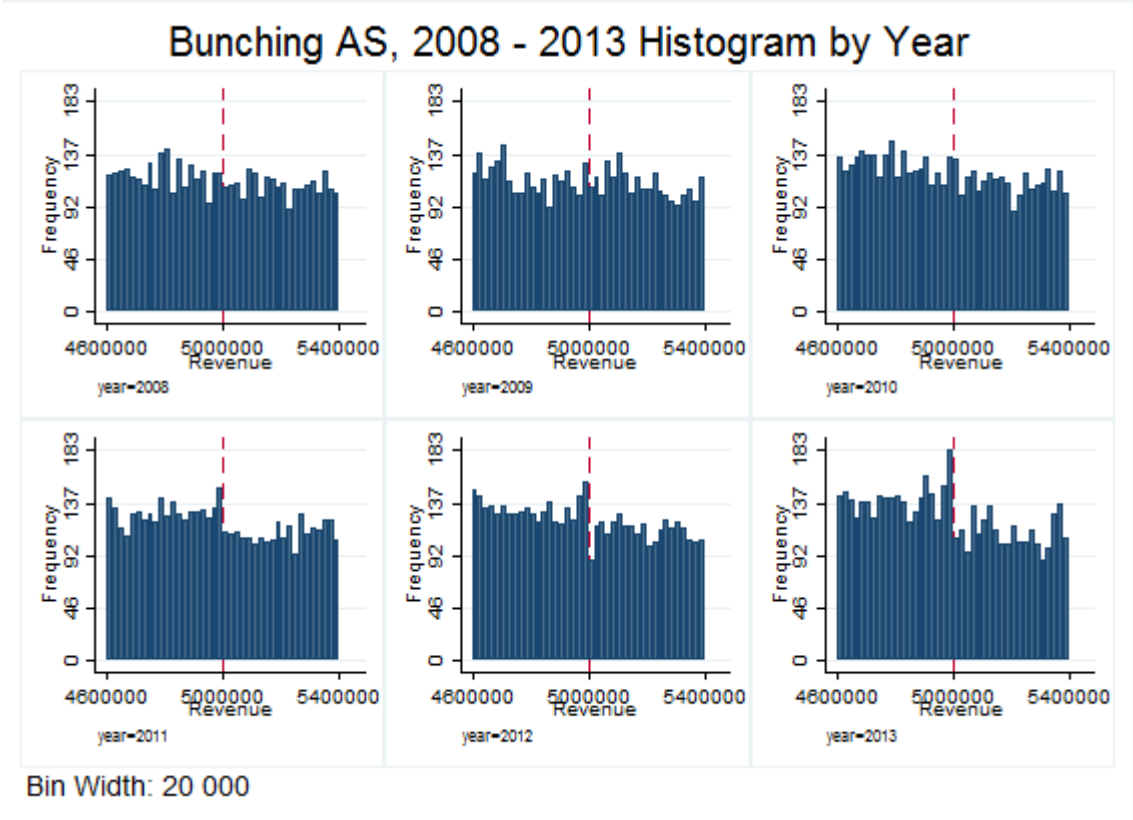 Bunching AS, 2008 - 2013 Histogram by Year
Frequency
183
137
92
46
0
4600000 5000000 5400000
Revenue
year=2008
Frequency
183
137
92
46
0
4600000 5000000 5400000
Revenue
year=2009
Frequency
183
137
92
46
0
4600000 5000000 5400000
Revenue
year=2010
Frequency
183
137
92
46
0
4600000 5000000 5400000
Revenue
year=2011
Frequency
183
137
92
46
0
4600000 5000000 5400000
Revenue
year=2012
Frequency
183
137
92
46
0
4600000 5000000 5400000
Revenue
year=2013
Bin Width: 20 000